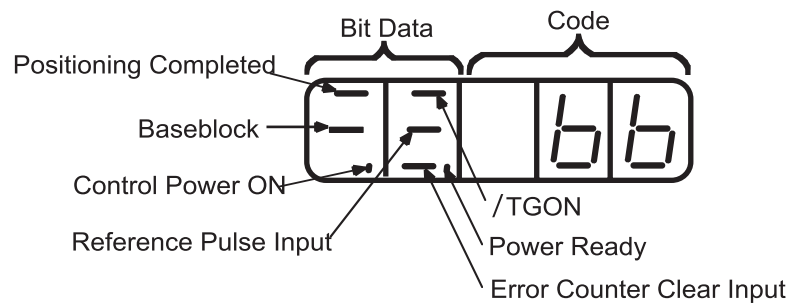 Bit Data
Code
Positioning Completed
Baseblock
Control Power ON
Reference Pulse Input
bb
/TGON
Power Ready
Error Counter Clear Input